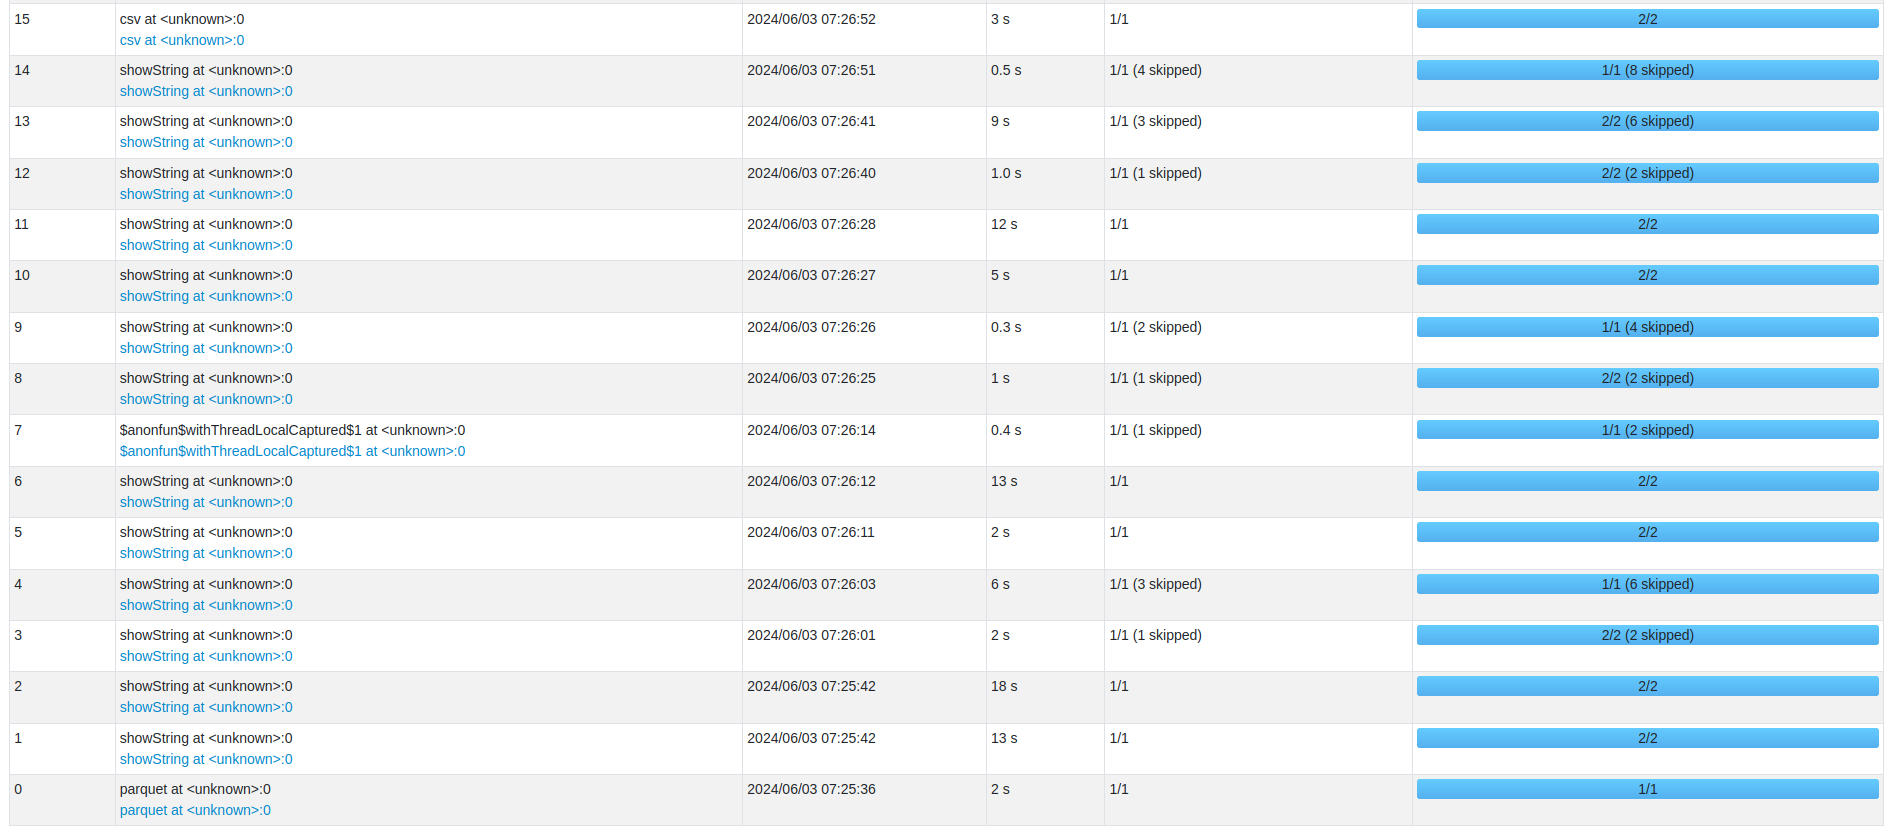 15 csv at <unknown>:0 2024/06/03 07:26:52 3 s 1/1 2/2
csv at <unknown>:0
14 showString at <unknown>:0 2024/06/03 07:26:51 0.5 s 1/1 (4 skipped) 1/1 (8 skipped)
showString at <unknown>:0
13 showString at <unknown>:0 2024/06/03 07:26:41 9 s 1/1 (3 skipped) 2/2 (6 skipped)
showString at <unknown>:0
12 showString at <unknown>:0 2024/06/03 07:26:40 1.0 s 1/1 (1 skipped) 2/2 (2 skipped)
showString at <unknown>:0
11 showString at <unknown>:0 2024/06/03 07:26:28 12 s 1/1 2/2
showString at <unknown>:0
10 showString at <unknown>:0 2024/06/03 07:26:27 5 s 1/1 2/2
showString at <unknown>:0
9 showString at <unknown>:0 2024/06/03 07:26:26 0.3 s 1/1 (2 skipped) 1/1 (4 skipped)
showString at <unknown>:0
8 showString at <unknown>:0 2024/06/03 07:26:25 1 s 1/1 (1 skipped) 2/2 (2 skipped)
showString at <unknown>:0
7 $anonfun$withThreadLocalCaptured$1 at <unknown>:0 2024/06/03 07:26:14 0.4 s 1/1 (1 skipped) 1/1 (2 skipped)
$anonfun$withThreadLocalCaptured$1 at <unknown>:0
6 showString at <unknown>:0 2024/06/03 07:26:12 13 s 1/1 2/2
showString at <unknown>:0
5 showString at <unknown>:0 2024/06/03 07:26:11 2 s 1/1 2/2
showString at <unknown>:0
4 showString at <unknown>:0 2024/06/03 07:26:03 6 s 1/1 (3 skipped) 1/1 (6 skipped)
showString at <unknown>:0
3 showString at <unknown>:0 2024/06/03 07:26:01 2 s 1/1 (1 skipped) 2/2 (2 skipped)
showString at <unknown>:0
2 showString at <unknown>:0 2024/06/03 07:25:42 18 s 1/1 2/2
showString at <unknown>:0
1 showString at <unknown>:0 2024/06/03 07:25:42 13 s 1/1 2/2
showString at <unknown>:0
0 parquet at <unknown>:0 2024/06/03 07:25:36 2 s 1/1 1/1
parquet at <unknown>:0